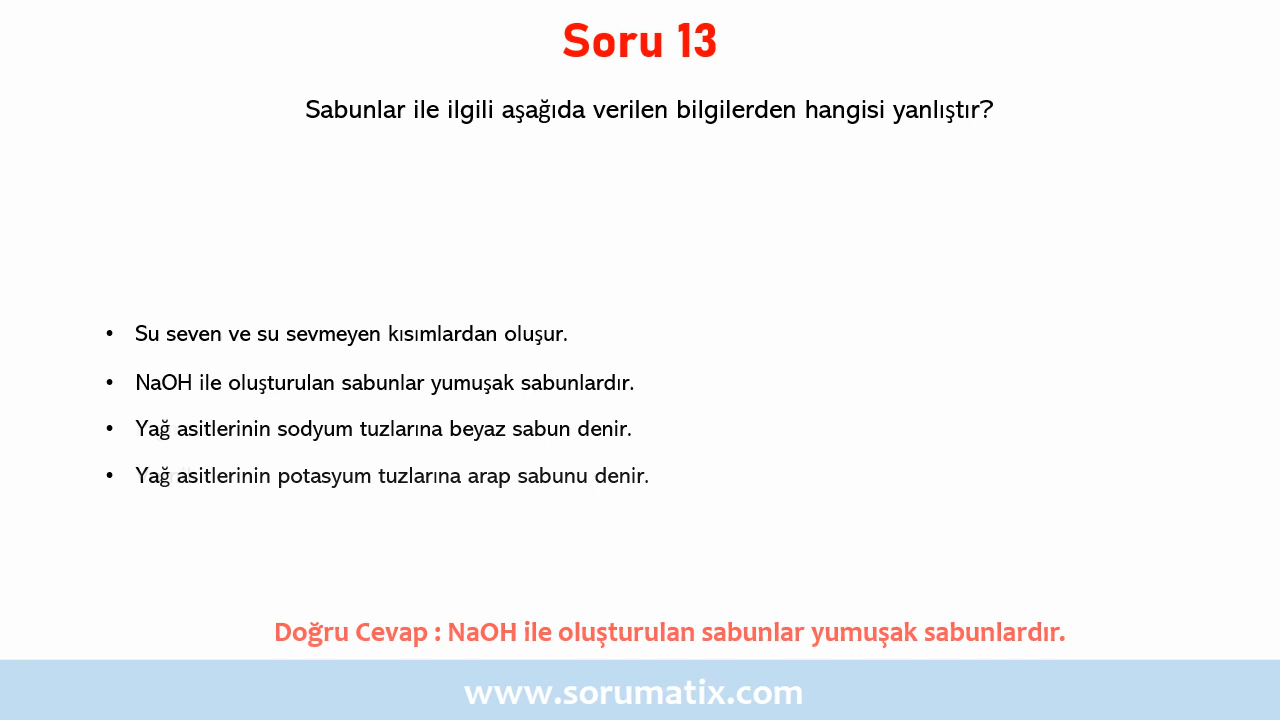 Soru 13
Sabunlar ile ilgili aşağıda verilen bilgilerden hangisi yanlıştır?
• Su seven ve su sevmeyen kısımlardan oluşur.
• NaOH ile oluşturulan sabunlar yumuşak sabunlardır.
• Yağ asitlerinin sodyum tuzlarına beyaz sabun denir.
• Yağ asitlerinin potasyum tuzlarına arap sabunu denir.
Doğru Cevap : NaOH ile oluşturulan sabunlar yumuşak sabunlardır.
www.sorumatix.com